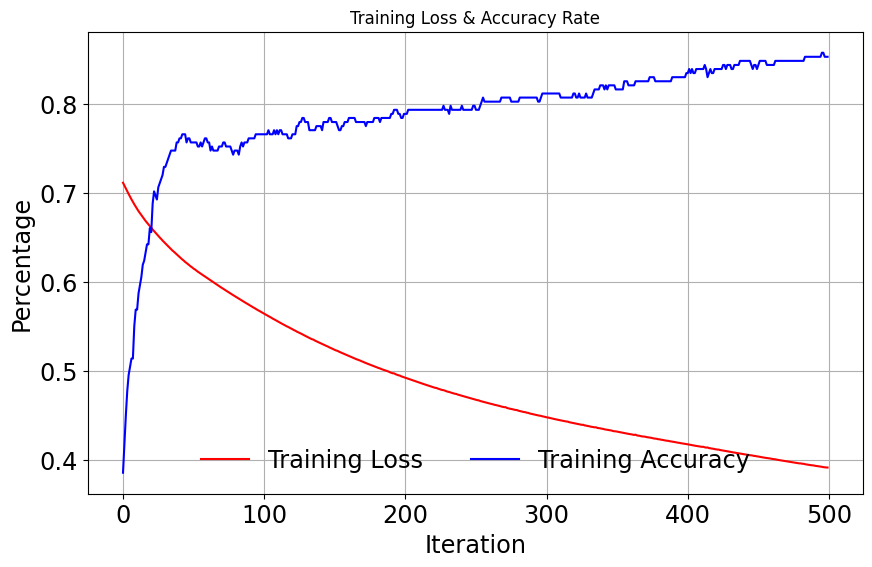 Training Loss & Accuracy Rate
Percentage
0.8
0.7
0.6
0.5
0.4
Training Loss Training Accuracy
0 100 200 300 400 500
Iteration